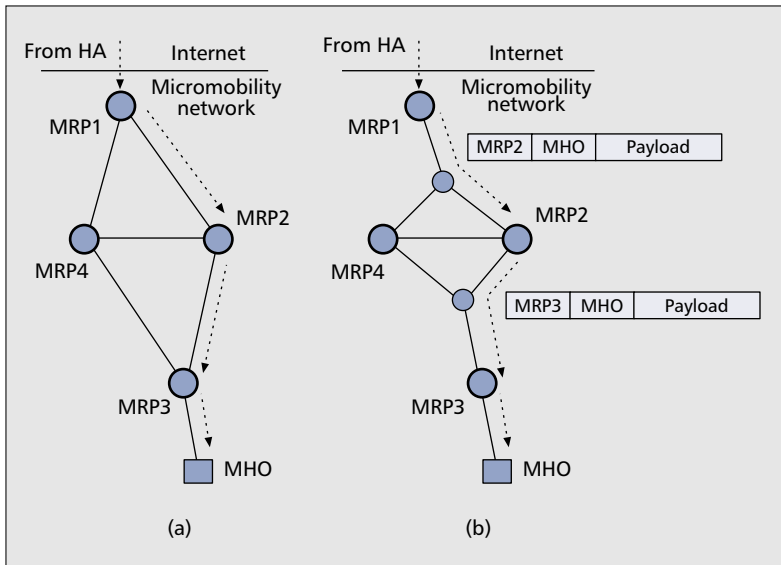 From HA
Internet
Micromobility
network
MRP1
MRP2
MRP4
MRP3
MHO
(a)
From HA
Internet
Micromobility
network
MRP1
MRP2 MHO Payload
MRP2
MRP4
MRP3 MHO Payload
MRP3
MHO
(b)